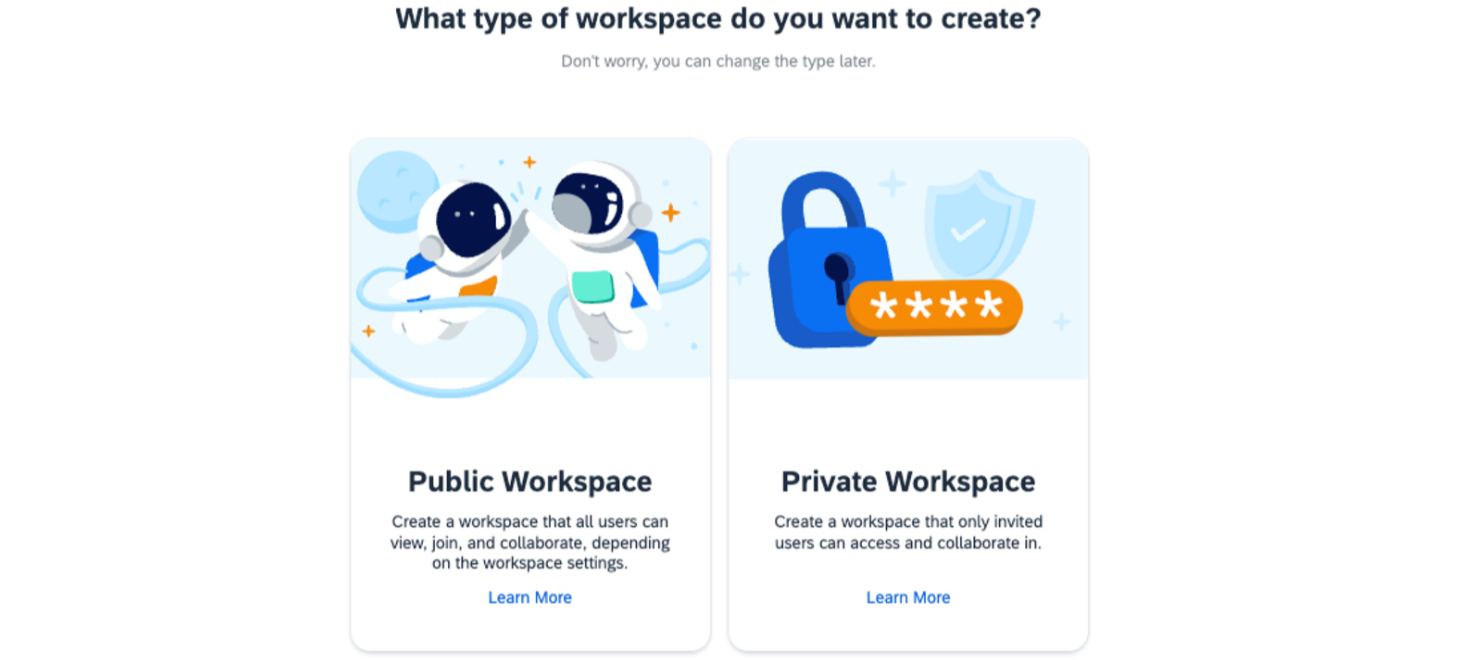 What type of workspace do you want to create?
Don't worry, you can change the type later.
****
Public Workspace
Create a workspace that all users can
view, join, and collaborate, depending
on the workspace settings.
Learn More
Private Workspace
Create a workspace that only invited
users can access and collaborate in.
Learn More